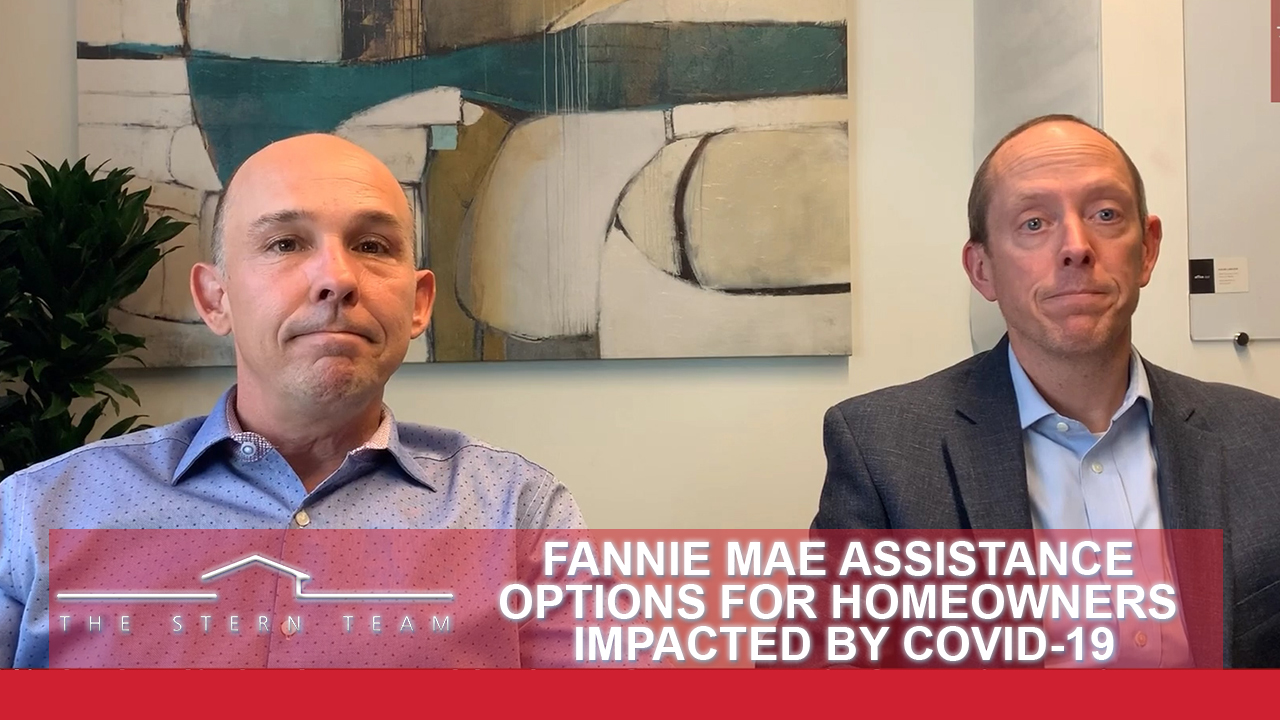 THE STERN TEAM
FANNIE MAE ASSISTANCE
OPTIONS FOR HOMEOWNERS
IMPACTED BY COVID-19